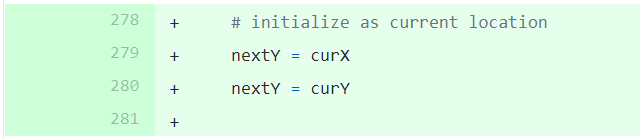 278 + # initialize as current location
279 + nextY = curX
280 + nextY = curY
281 +